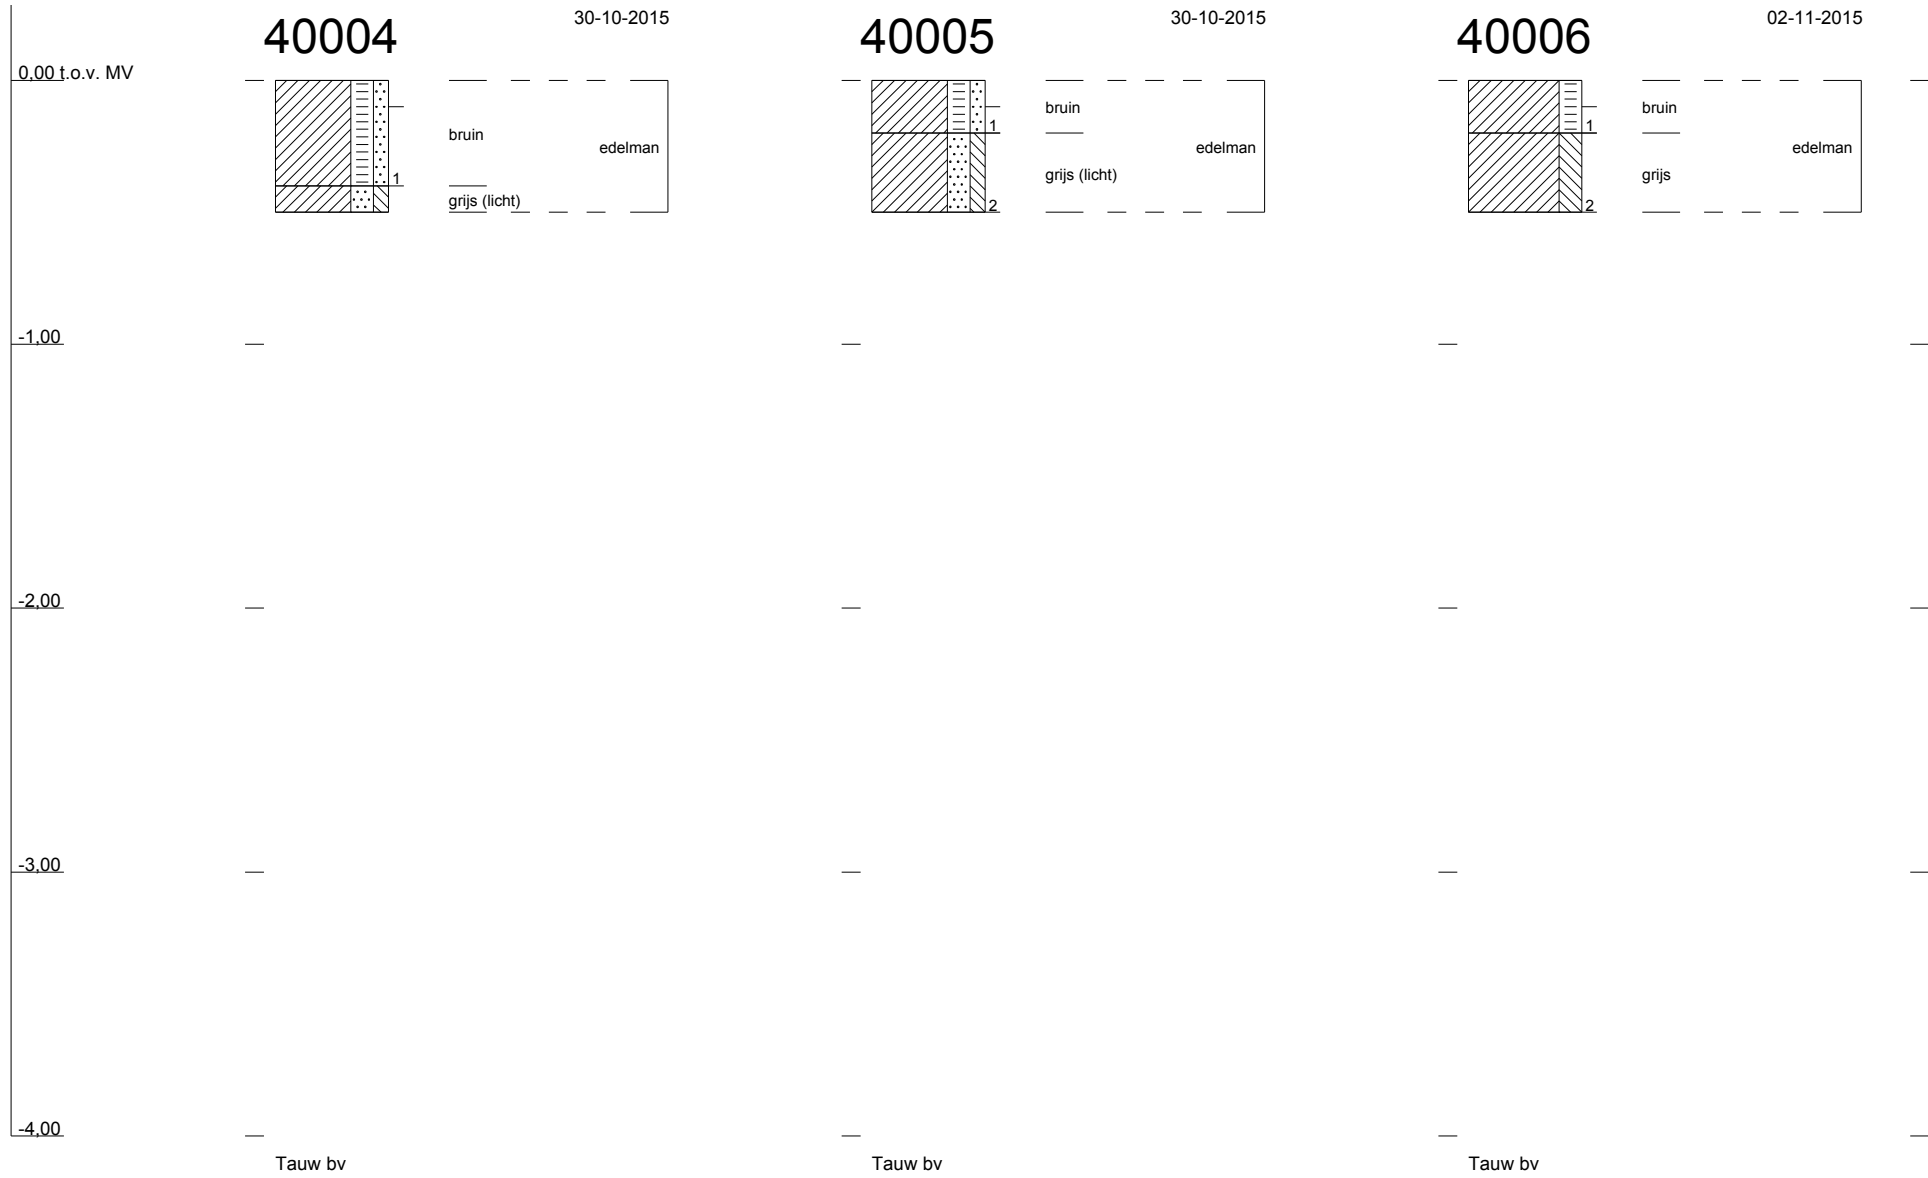 30-10-2015
40004
30-10-2015
40005
02-11-2015
40006
0,00 t.o.v. MV
bruin
edelman
1
grijs (licht)
bruin
1
edelman
grijs (licht)
2
bruin
1
edelman
grijs
2
-1,00
-2,00
-3,00
-4,00
Tauw bv
Tauw bv
Tauw bv